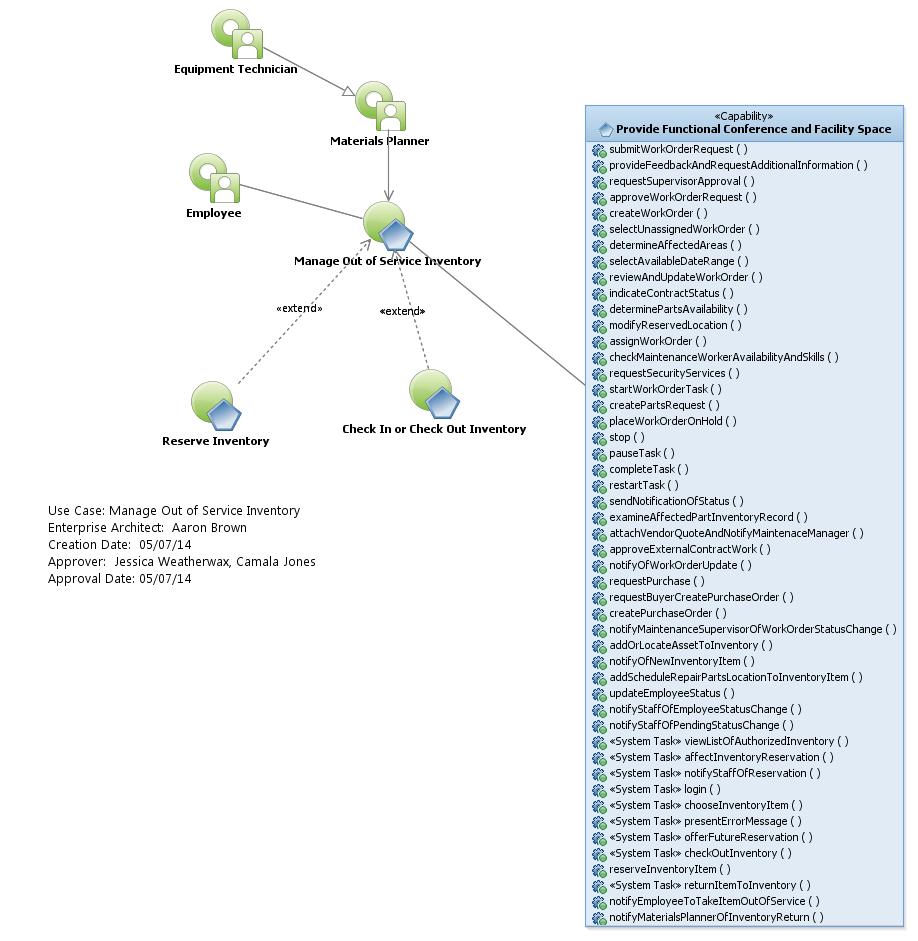 Equipment Technician
Materials Planner
Employee
Manage Out of Service Inventory
«extend»
«extend»
Reserve Inventory
Check In or Check Out Inventory
Use Case: Manage Out of Service Inventory
Enterprise Architect:  Aaron Brown
Creation Date:  05/07/14
Approver:  Jessica Weatherwax, Camala Jones
Approval Date: 05/07/14
«Capability»
Provide Functional Conference and Facility Space
submitWorkOrderRequest ( )
provideFeedbackAndRequestAdditionalInformation ( )
requestSupervisorApproval ( )
approveWorkOrderRequest ( )
createWorkOrder ( )
selectUnassignedWorkOrder ( )
determineAffectedAreas ( )
selectAvailableDateRange ( )
reviewAndUpdateWorkOrder ( )
indicateContractStatus ( )
determinePartsAvailability ( )
modifyReservedLocation ( )
assignWorkOrder ( )
checkMaintenanceWorkerAvailabilityAndSkills ( )
requestSecurityServices ( )
startWorkOrderTask ( )
createPartsRequest ( )
placeWorkOrderOnHold ( )
stop ( )
pauseTask ( )
completeTask ( )
restartTask ( )
sendNotificationOfStatus ( )
examineAffectedPartInventoryRecord ( )
attachVendorQuoteAndNotifyMaintenaceManager ( )
approveExternalContractWork ( )
notifyOfWorkOrderUpdate ( )
requestPurchase ( )
requestBuyerCreatePurchaseOrder ( )
createPurchaseOrder ( )
notifyMaintenanceSupervisorOfWorkOrderStatusChange ( )
addOrLocateAssetToInventory ( )
notifyOfNewInventoryItem ( )
addScheduleRepairPartsLocationToInventoryItem ( )
updateEmployeeStatus ( )
notifyStaffOfEmployeeStatusChange ( )
notifyStaffOfPendingStatusChange ( )
«System Task» viewListOfAuthorizedInventory ( )
«System Task» affectInventoryReservation ( )
«System Task» notifyStaffOfReservation ( )
«System Task» login ( )
«System Task» chooseInventoryItem ( )
«System Task» presentErrorMessage ( )
«System Task» offerFutureReservation ( )
«System Task» checkOutInventory ( )
reserveInventoryItem ( )
«System Task» returnItemToInventory ( )
notifyEmployeeToTakeItemOutOfService ( )
notifyMaterialsPlannerOfInventoryReturn ( )